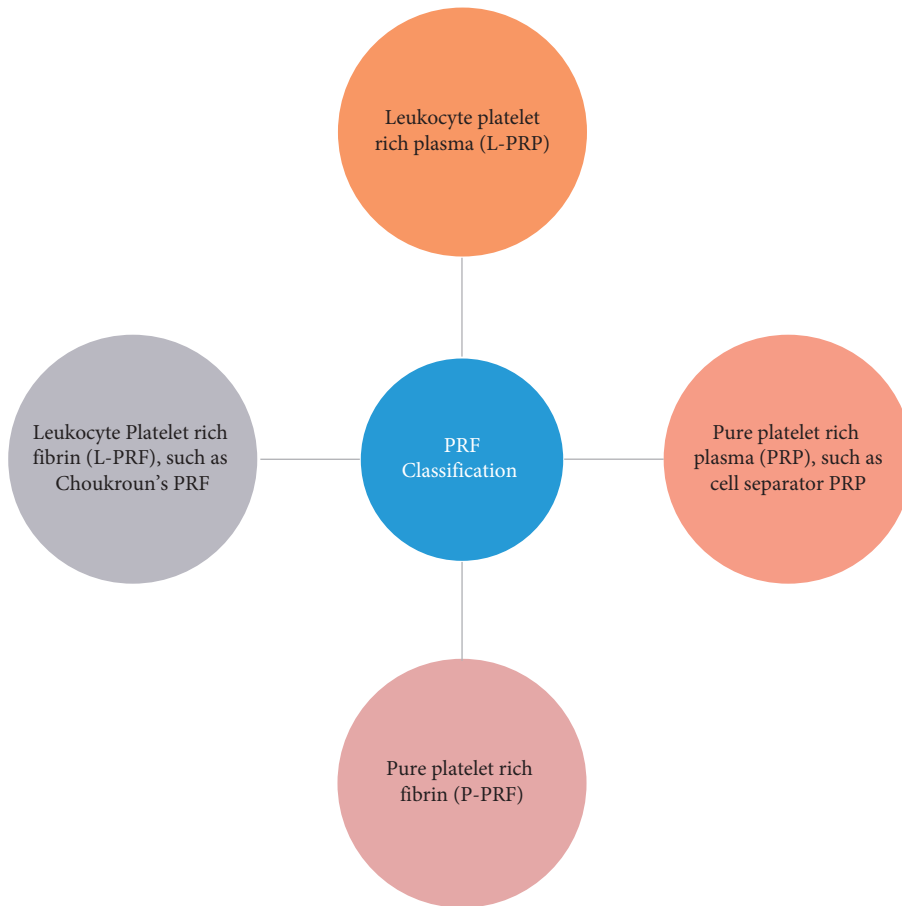 Leukocyte platelet
rich plasma (L-PRP)
Leukocyte Platelet rich
fibrin (L-PRF), such as
Choukroun's PRF
PRF
Classification
Pure platelet rich
plasma (PRP), such as
cell separator PRP
Pure platelet rich
fibrin (P-PRF)